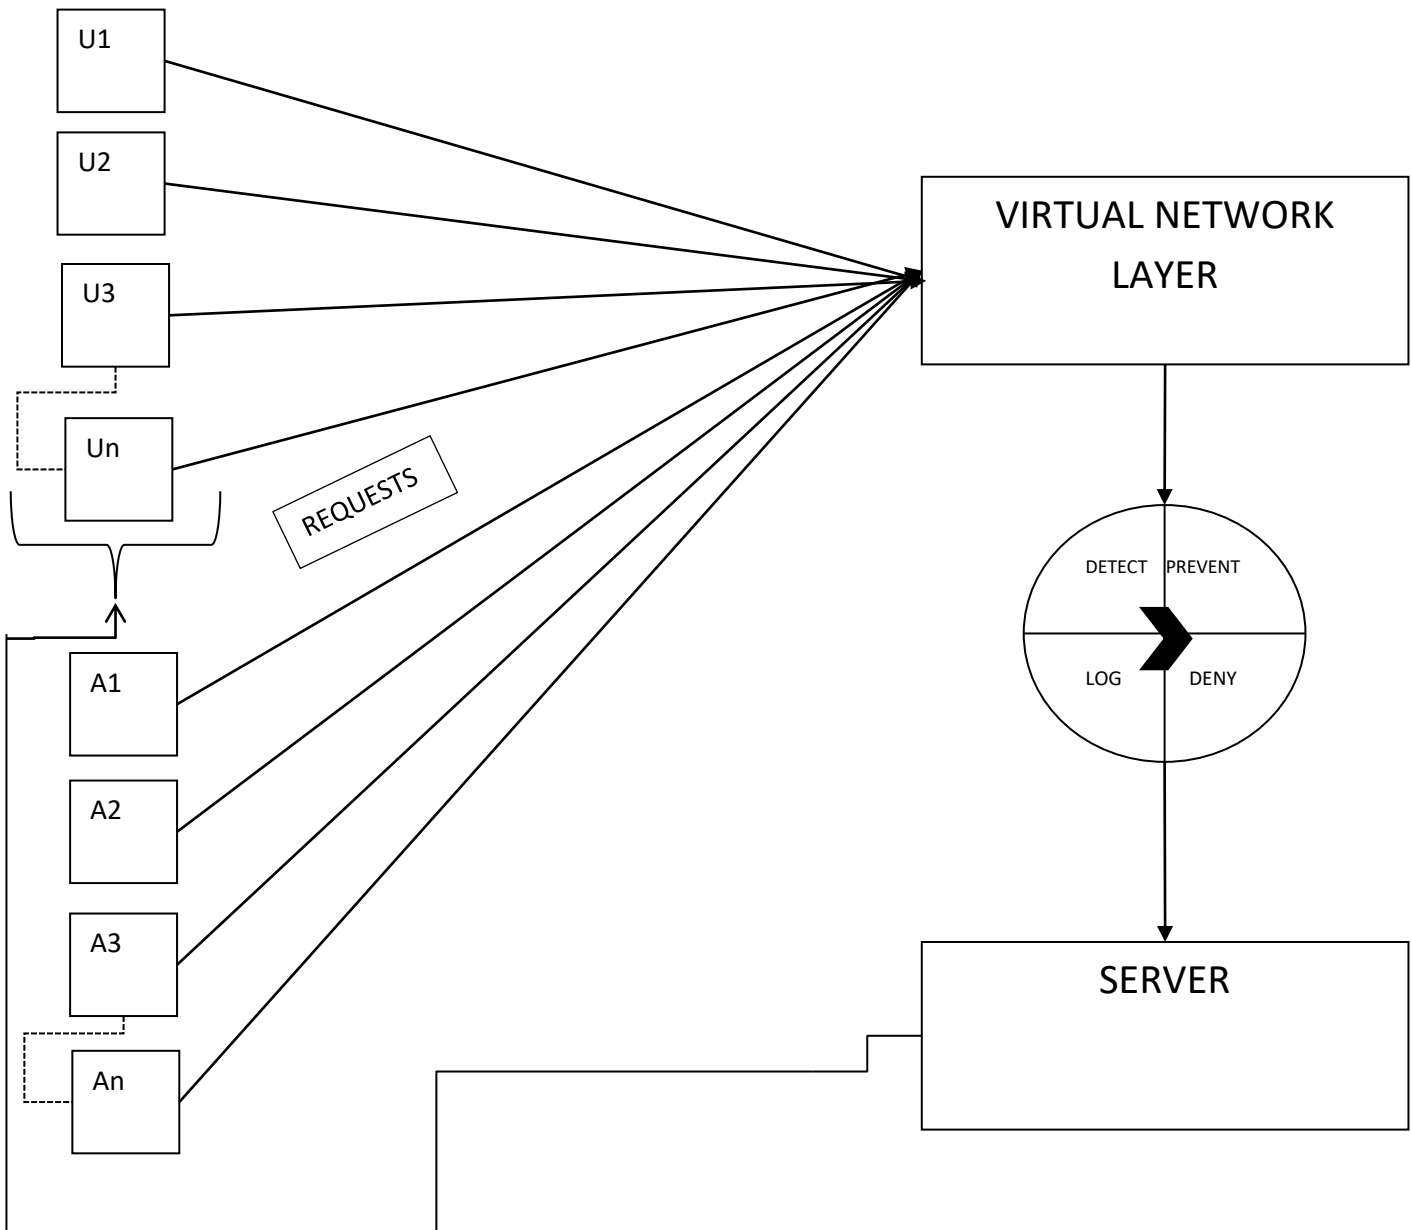 U1
U2
U3
Un
REQUESTS
A1
A2
A3
An
VIRTUAL NETWORK
LAYER
DETECT
PREVENT
LOG
DENY
SERVER